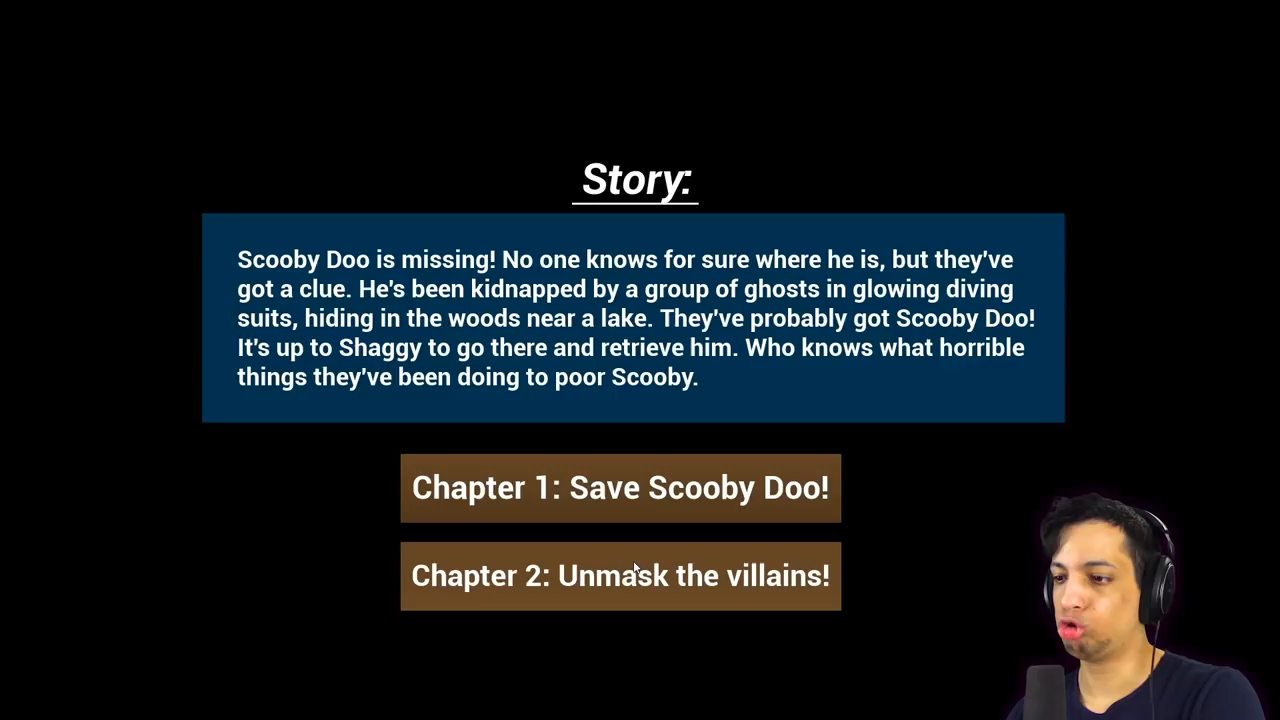 Story:
Scooby Doo is missing! No one knows for sure where he is, but they've
got a clue. He's been kidnapped by a group of ghosts in glowing diving
suits, hiding in the woods near a lake. They've probably got Scooby Doo!
It's up to Shaggy to go there and retrieve him. Who knows what horrible
things they've been doing to poor Scooby.
Chapter 1: Save Scooby Doo!
Chapter 2: Unmask the villains!